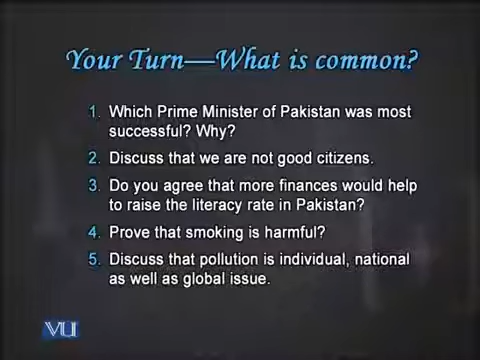 Your Turn—What is common?
1. Which Prime Minister of Pakistan was most
successful? Why?
2. Discuss that we are not good citizens.
3. Do you agree that more finances would help
to raise the literacy rate in Pakistan?
4. Prove that smoking is harmful?
5. Discuss that pollution is individual, national
as well as global issue.
VU